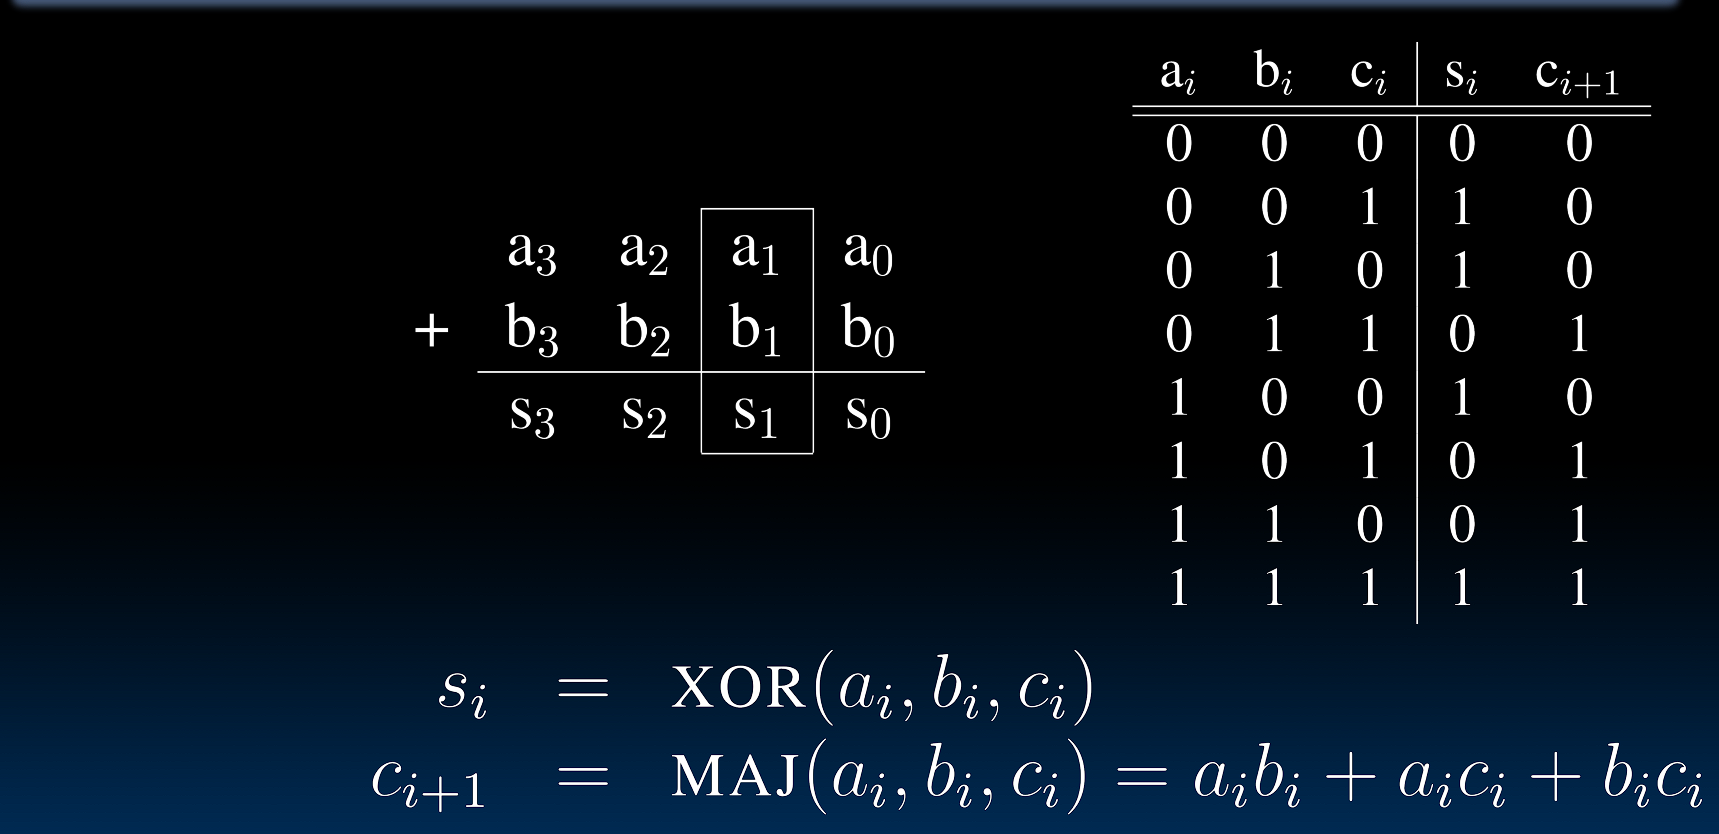 a₃ a₂ a₁ a₀
+ b₃ b₂ b₁ b₀
s₃ s₂ s₁ s₀
aᵢ bᵢ cᵢ sᵢ cᵢ₊₁
0 0 0 0 0
0 0 1 1 0
0 1 0 1 0
0 1 1 0 1
1 0 0 1 0
1 0 1 0 1
1 1 0 0 1
1 1 1 1 1
sᵢ = XOR(aᵢ, bᵢ, cᵢ)
cᵢ₊₁ = MAJ(aᵢ, bᵢ, cᵢ) = aᵢbᵢ + aᵢcᵢ + bᵢcᵢ